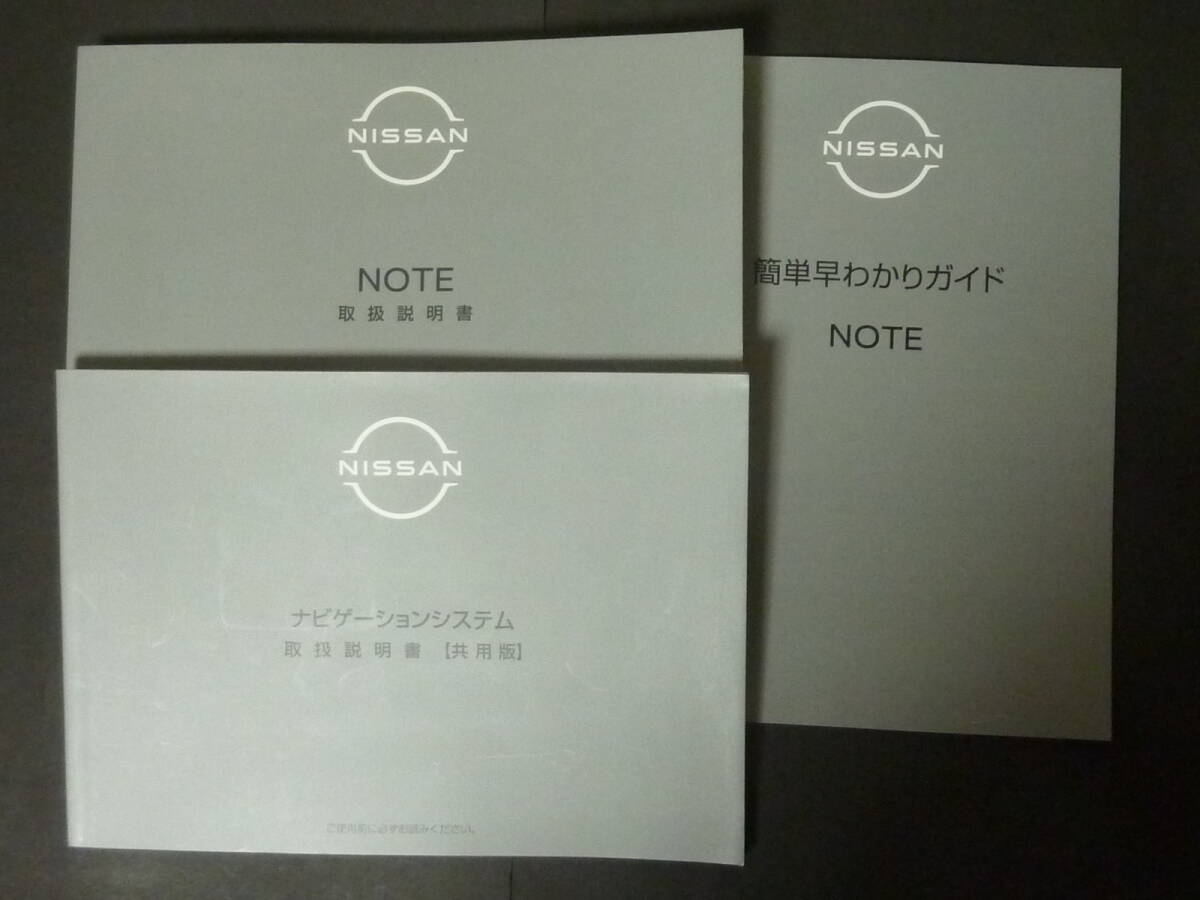 NISSAN
NOTE
取扱説明書
NISSAN
簡単早わかりガイド
NOTE
NISSAN
ナビゲーションシステム
取扱説明書【共用版】
ご使用前に必ずお読みください。